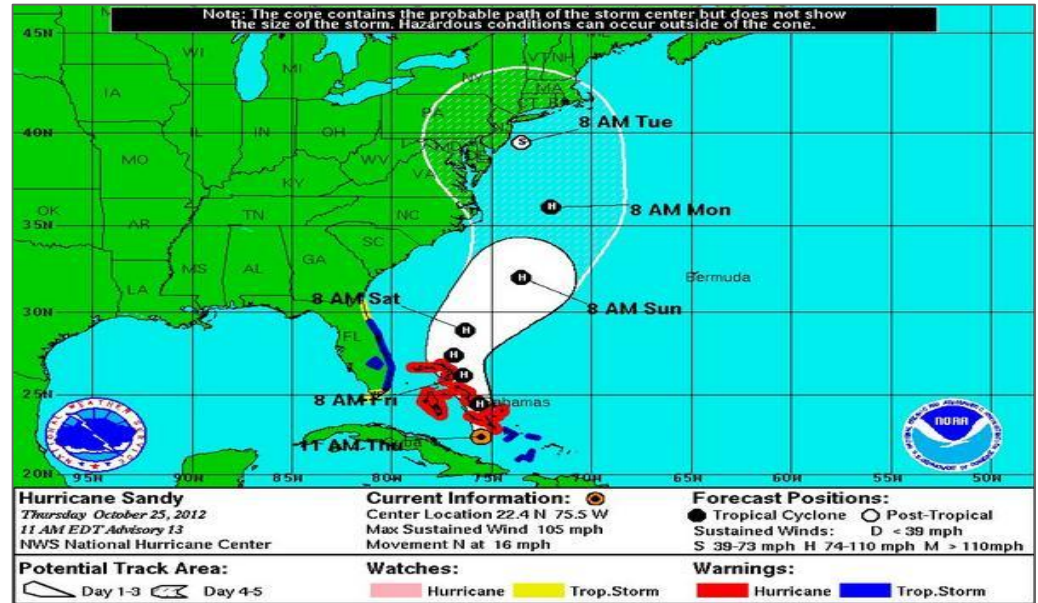 Note: The cone contains the probable path of the storm center but does not show
the size of the storm. Hazardous conditions can occur outside of the cone.
45N
WI
MI
NY
VT
NH
MA
CT
IA
PA
40N
IL
IN
OH
NJ
8 AM Tue
MO
WV
VA
KY
OK
TN
NC
8 AM Mon
35N
AR
SC
MS
AL
GA
Bermuda
LA
8 AM Sat
30N
8 AM Sun
FL
25N
8 AM Fri
Bahamas
11 AM Thu
NOAA
20N
95W
90W
85W
80W
75W
70W
65W
60W
55W
50W
H
H
H
H
H
H
S
Hurricane Sandy
Thursday October 25, 2012
11 AM EDT Advisory 13
NWS National Hurricane Center
Current Information:
Center Location 22.4 N 75.5 W
Max Sustained Wind 105 mph
Movement N at 16 mph
Forecast Positions:
Tropical Cyclone Post-Tropical
Sustained Winds: D < 39 mph
S 39-73 mph H 74-110 mph M > 110mph
Potential Track Area:
Day 1-3 Day 4-5
Watches:
Hurricane Trop.Storm
Warnings:
Hurricane Trop.Storm